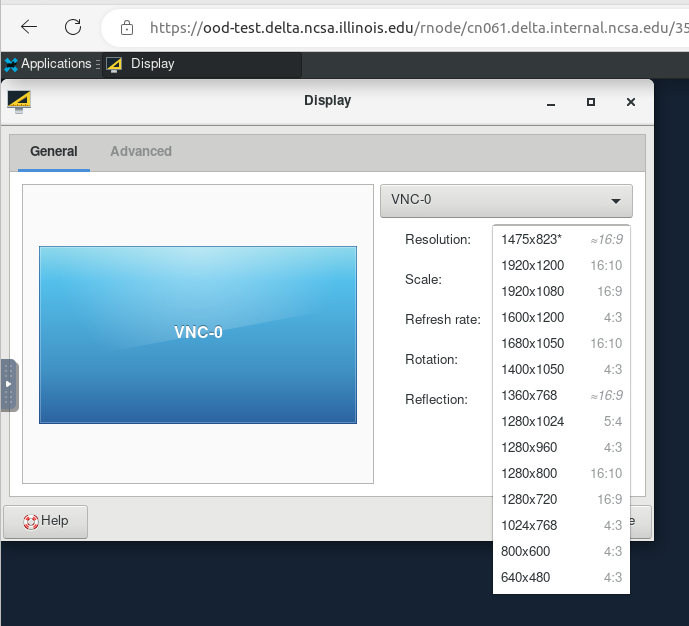 https://ood-test.delta.ncsa.illinois.edu/rnode/cn061.delta.internal.ncsa.edu/35
Applications Display
Display
General Advanced
VNC-0
VNC-0
Resolution:
Scale:
Refresh rate:
Rotation:
Reflection:
1475x823* ≈16:9
1920x1200 16:10
1920x1080 16:9
1600x1200 4:3
1680x1050 16:10
1400x1050 4:3
1360x768 ≈16:9
1280x1024 5:4
1280x960 4:3
1280x800 16:10
1280x720 16:9
1024x768 4:3
800x600 4:3
640x480 4:3
Help